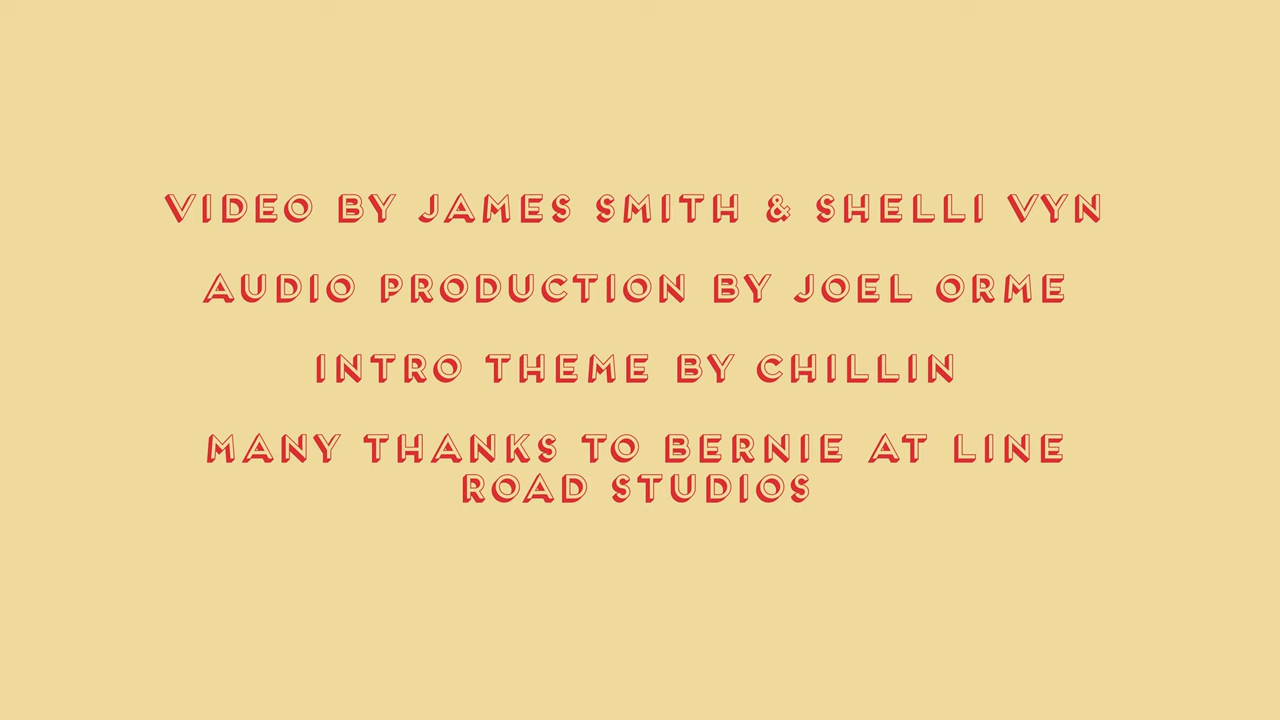 VIDEO BY JAMES SMITH & SHELLI VYN
AUDIO PRODUCTION BY JOEL ORME
INTRO THEME BY CHILLIN
MANY THANKS TO BERNIE AT LINE
ROAD STUDIOS